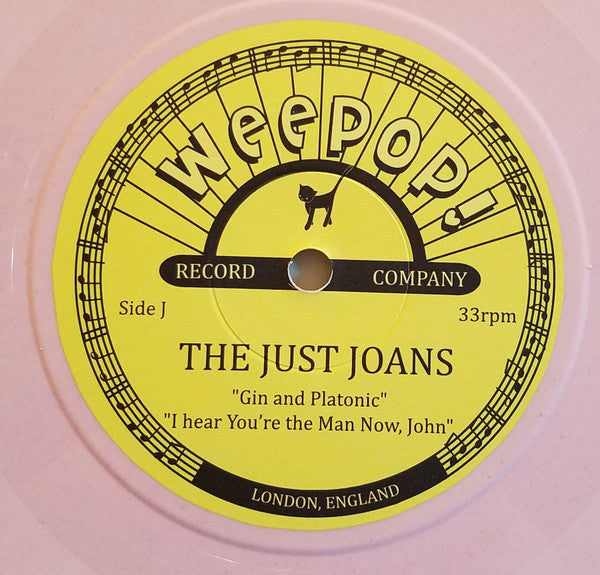 WeePOP!
RECORD COMPANY
Side J
33rpm
THE JUST JOANS
"Gin and Platonic"
"I hear You're the Man Now, John"
LONDON, ENGLAND